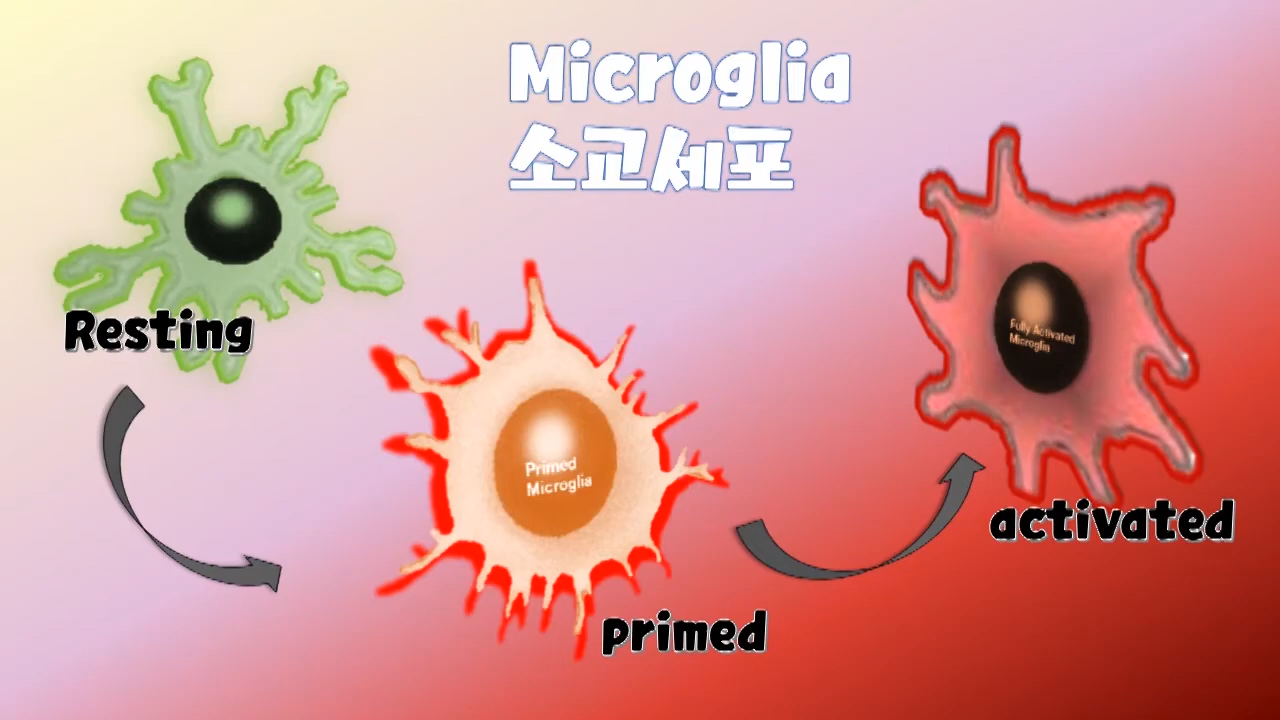 Microglia
소교세포
Resting
Primed
Microglia
primed
Fully Activated
Microglia
activated